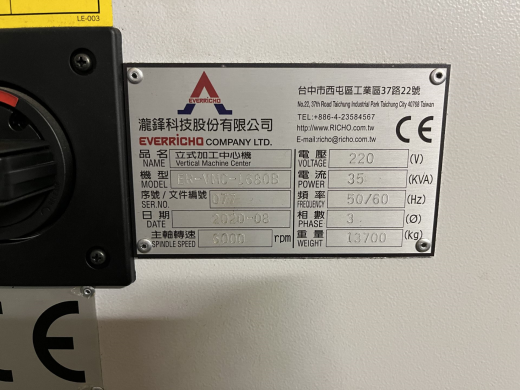 LE-003
EVERRICHO
瀧鋒科技股份有限公司
EVERRICHO COMPANY LTD.
台中市西屯區工業區37路22號
No.22, 37th Road Taichung Industrial Park Taichung City 40768 Taiwan
TEL:+886-4-23584567
http://www.RICHO.com.tw
E-mail:richo@richo.com.tw
CE
品名 立式加工中心機
NAME Vertical Machine Center
機型
MODEL
序號/文件編號
SER.NO.
日期 2020-08
DATE
主軸轉速 6000 rpm
SPINDLE SPEED
電壓 220 (V)
VOLTAGE
電流 35 (KVA)
POWER
頻率 50/60 (Hz)
FREQUENCY
相數 3 (Ø)
PHASE
重量 13700 (kg)
WEIGHT
CE